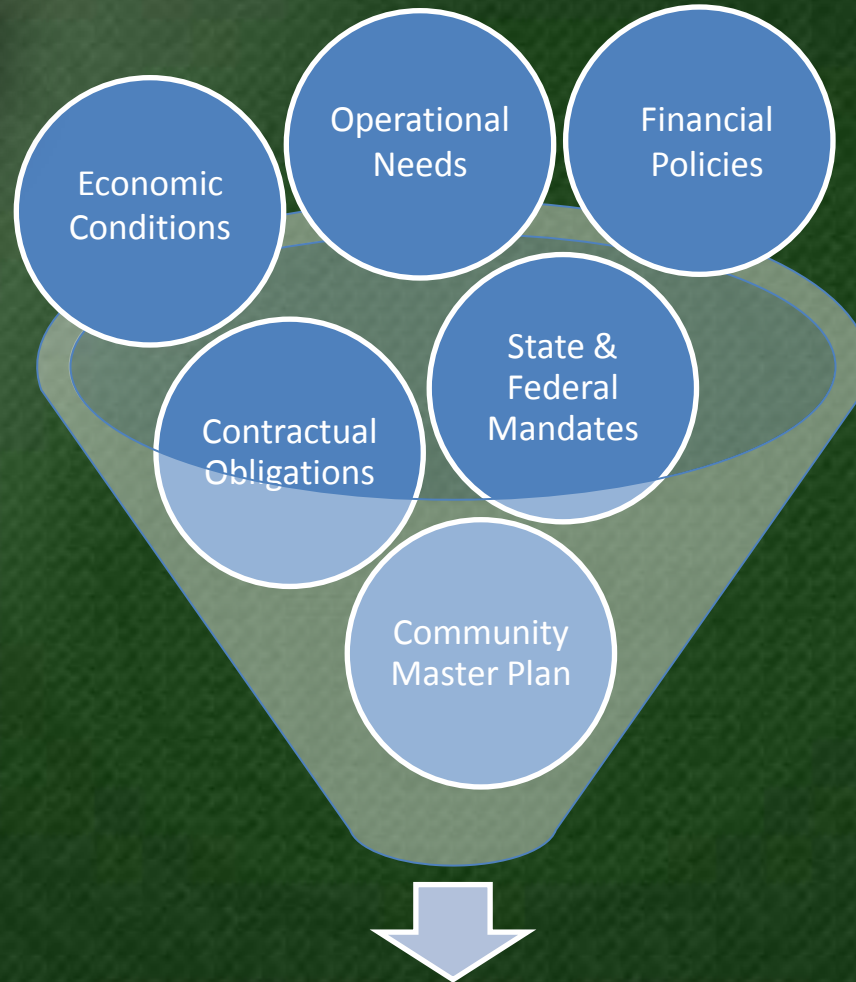 Operational
Needs
Financial
Policies
Economic
Conditions
State &
Federal
Mandates
Contractual
Obligations
Community
Master Plan